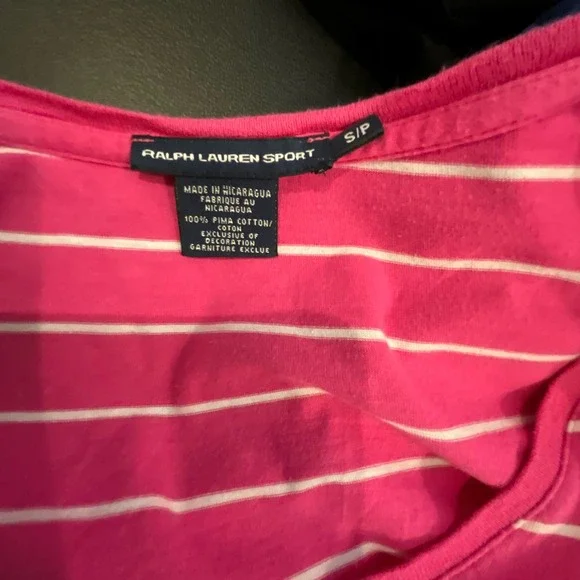 RALPH LAUREN SPORT
S/P
MADE IN NICARAGUA
FABRIQUE AU
NICARAGUA
100% PIMA COTTON/
COTON
EXCLUSIVE OF
DECORATION
GARNITURE EXCLUE